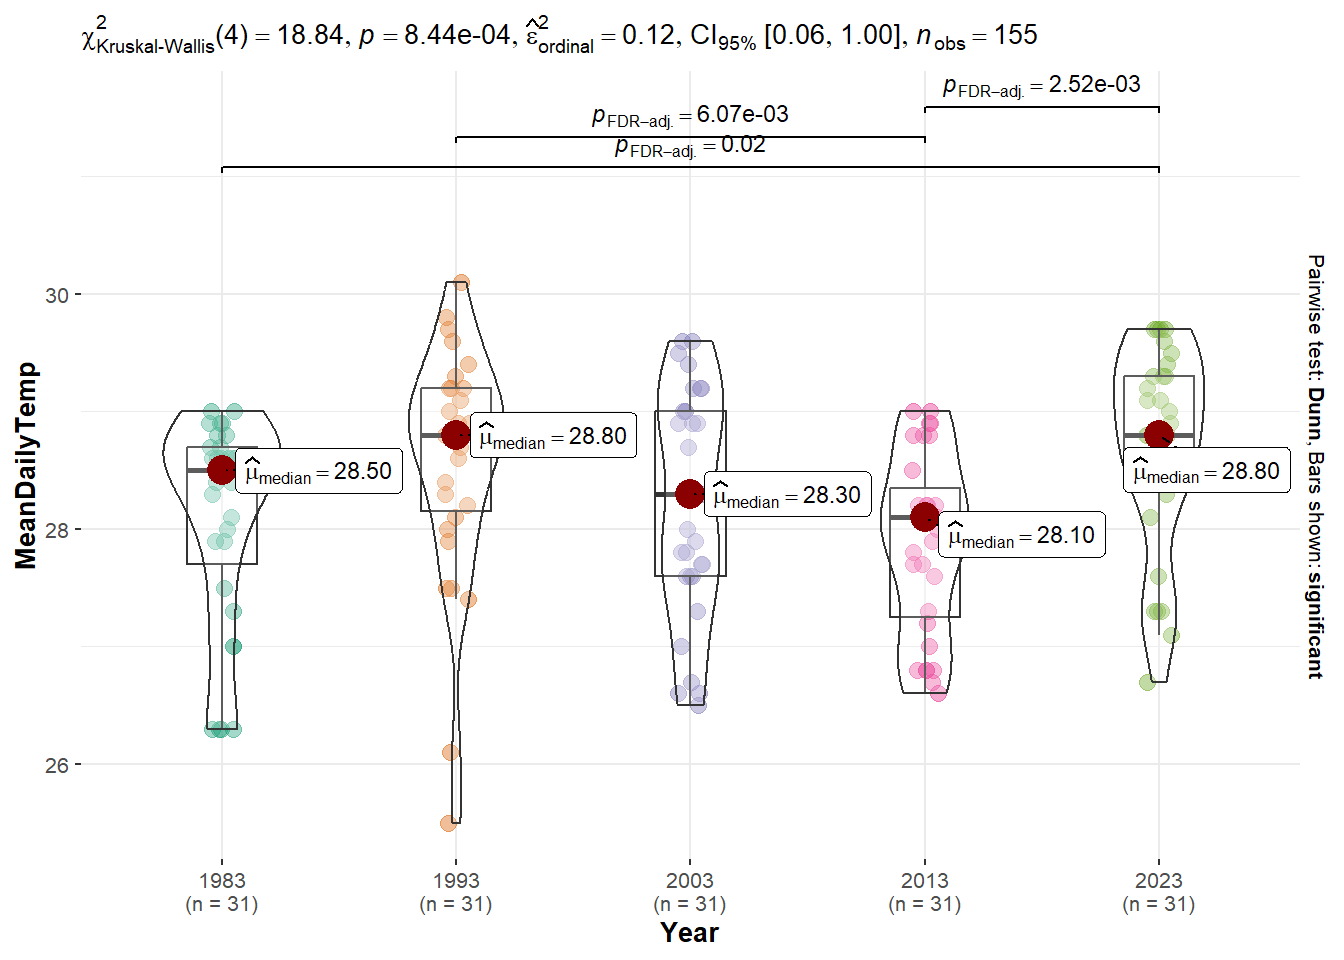 χ²Kruskal-Wallis(4) = 18.84, p = 8.44e-04, ε̂²ordinal = 0.12, CI95% [0.06, 1.00], nobs = 155
pFDR−adj. = 2.52e-03
pFDR−adj. = 6.07e-03
pFDR−adj. = 0.02
30
28
26
MeanDailyTemp
μ̂median = 28.50
μ̂median = 28.80
μ̂median = 28.30
μ̂median = 28.10
μ̂median = 28.80
Pairwise test: Dunn, Bars shown: significant
1983 1993 2003 2013 2023
(n = 31) (n = 31) (n = 31) (n = 31) (n = 31)
Year